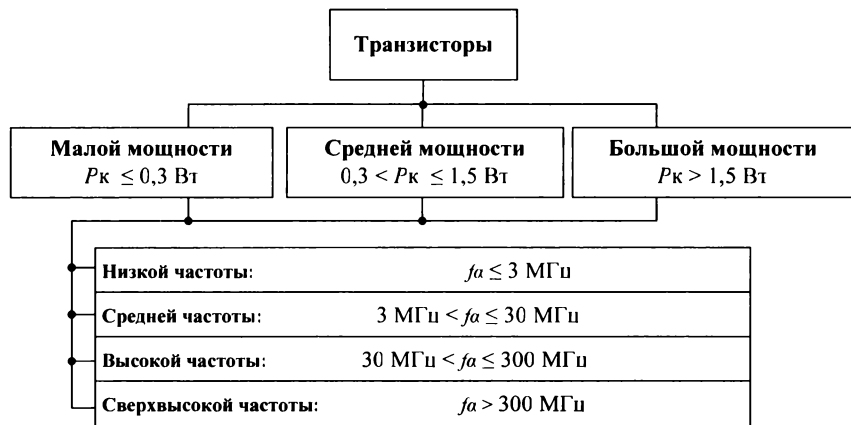 Транзисторы
Малой мощности
Pк ≤ 0,3 Вт
Средней мощности
0,3 < Pк ≤ 1,5 Вт
Большой мощности
Pк > 1,5 Вт
Низкой частоты: fα ≤ 3 МГц
Средней частоты: 3 МГц < fα ≤ 30 МГц
Высокой частоты: 30 МГц < fα ≤ 300 МГц
Сверхвысокой частоты: fα > 300 МГц